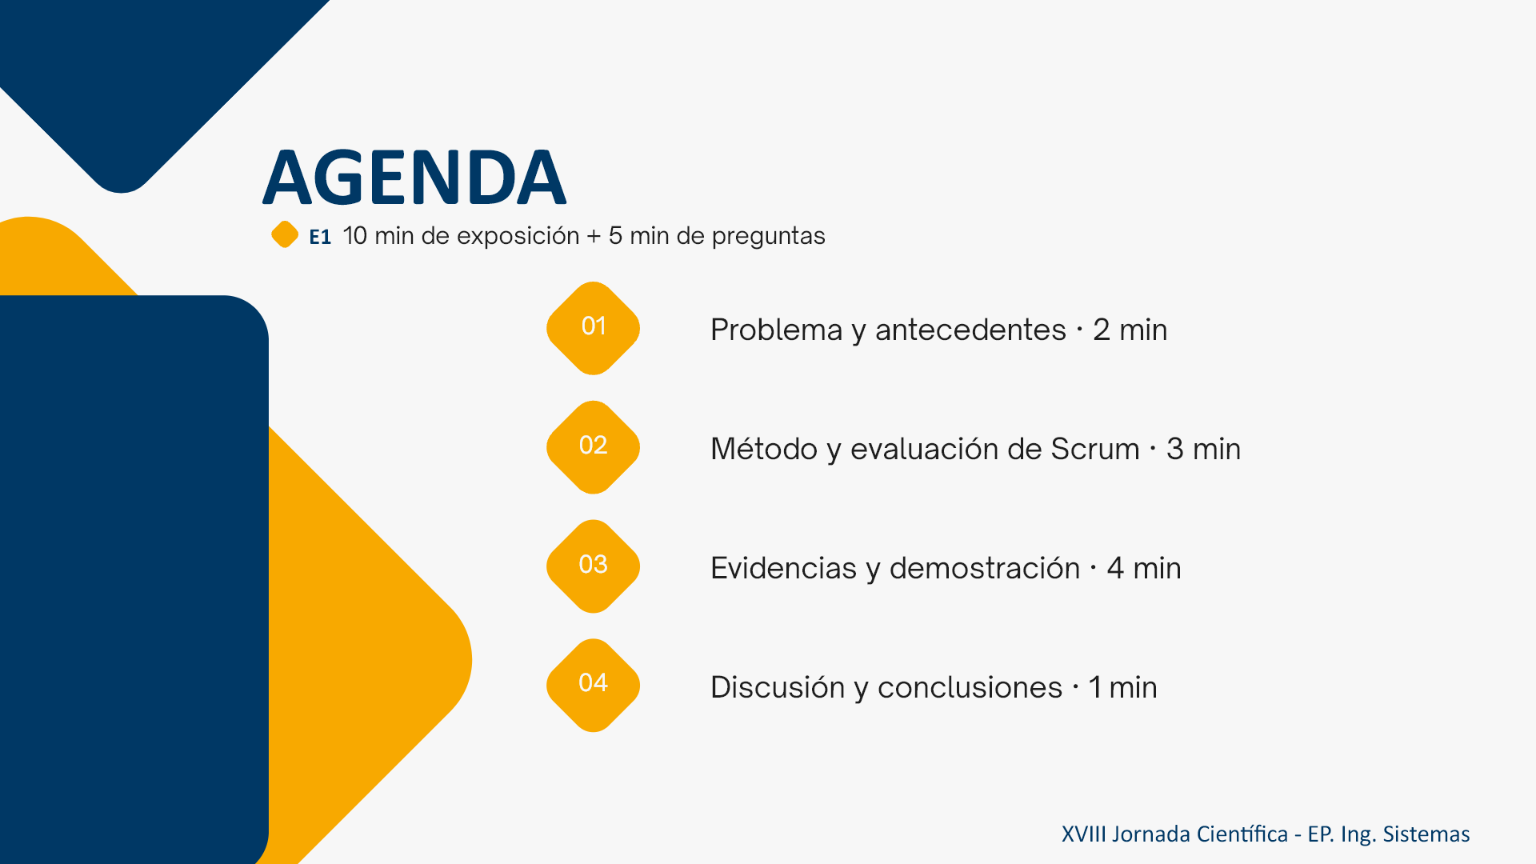 AGENDA
E1 10 min de exposición + 5 min de preguntas
01 Problema y antecedentes · 2 min
02 Método y evaluación de Scrum · 3 min
03 Evidencias y demostración · 4 min
04 Discusión y conclusiones · 1 min
XVIII Jornada Científica - EP. Ing. Sistemas